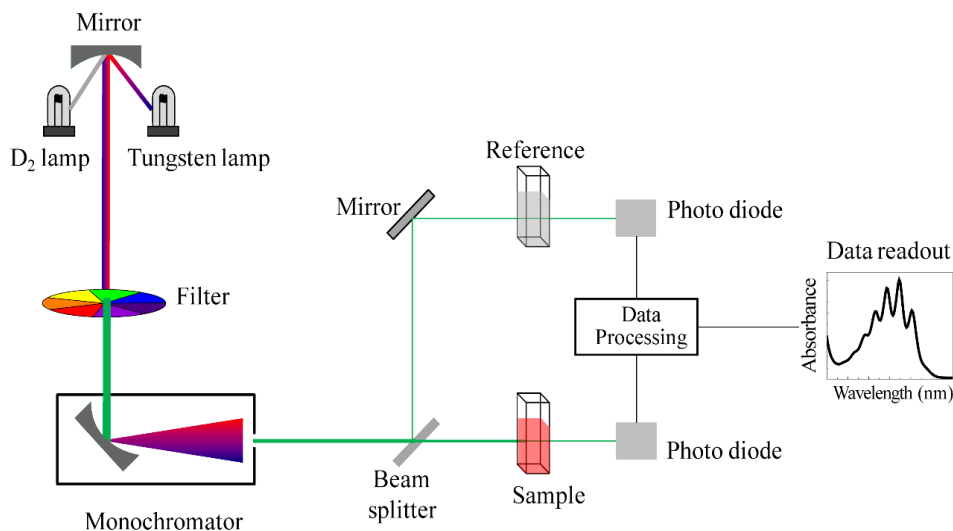 Mirror
D₂ lamp
Tungsten lamp
Reference
Mirror
Photo diode
Data readout
Filter
Data
Processing
Absorbance
Wavelength (nm)
Beam
splitter
Sample
Photo diode
Monochromator